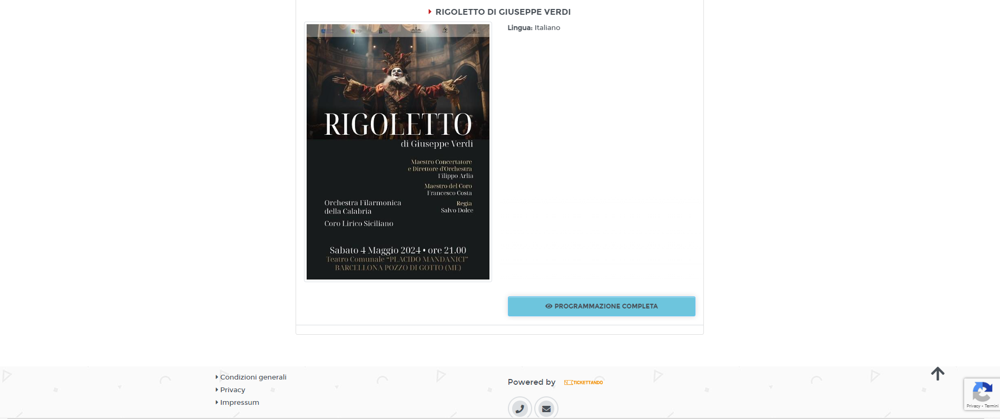 RIGOLETTO DI GIUSEPPE VERDI
Lingua: Italiano
RIGOLETTO
di Giuseppe Verdi
Maestro Concertatore
e Direttore d'Orchestra
Filippo Arlia
Maestro del Coro
Francesco Costa
Regia
Salvo Dolce
Orchestra Filarmonica
della Calabria
Coro Lirico Siciliano
Sabato 4 Maggio 2024 • ore 21.00
Teatro Comunale “PLACIDO MANDANICI”
BARCELLONA POZZO DI GOTTO (ME)
PROGRAMMAZIONE COMPLETA
Condizioni generali
Privacy
Impressum
Powered by TICKETTANDO
Privacy - Termini